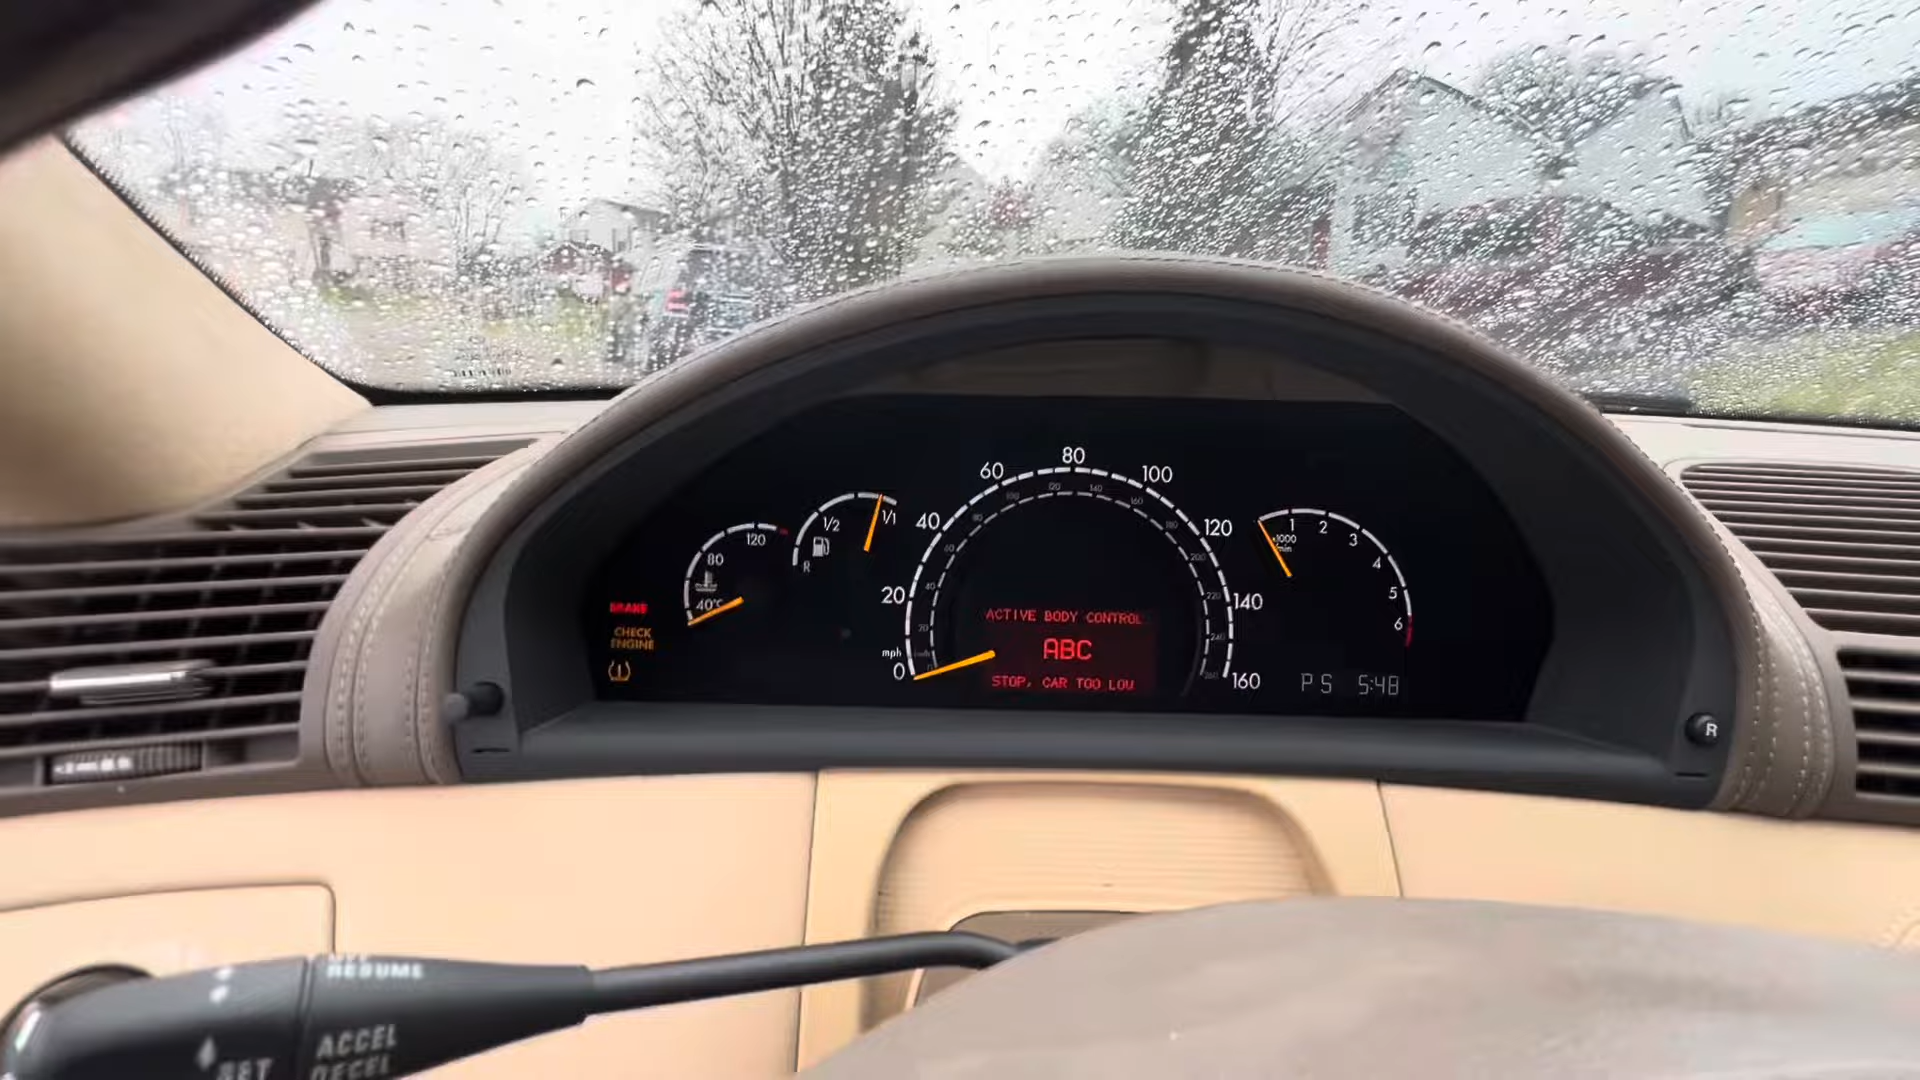 60 80 100
1/2 1/1
120
40
120
1 2 3 4 5 6
x1000
min
R
80
40°C
20
140
BRAKE
CHECK
ENGINE
ACTIVE BODY CONTROL
ABC
STOP, CAR TOO LOW
mph
0
160
P S 5:48
R
RESUME
ACCEL
DECEL
SET